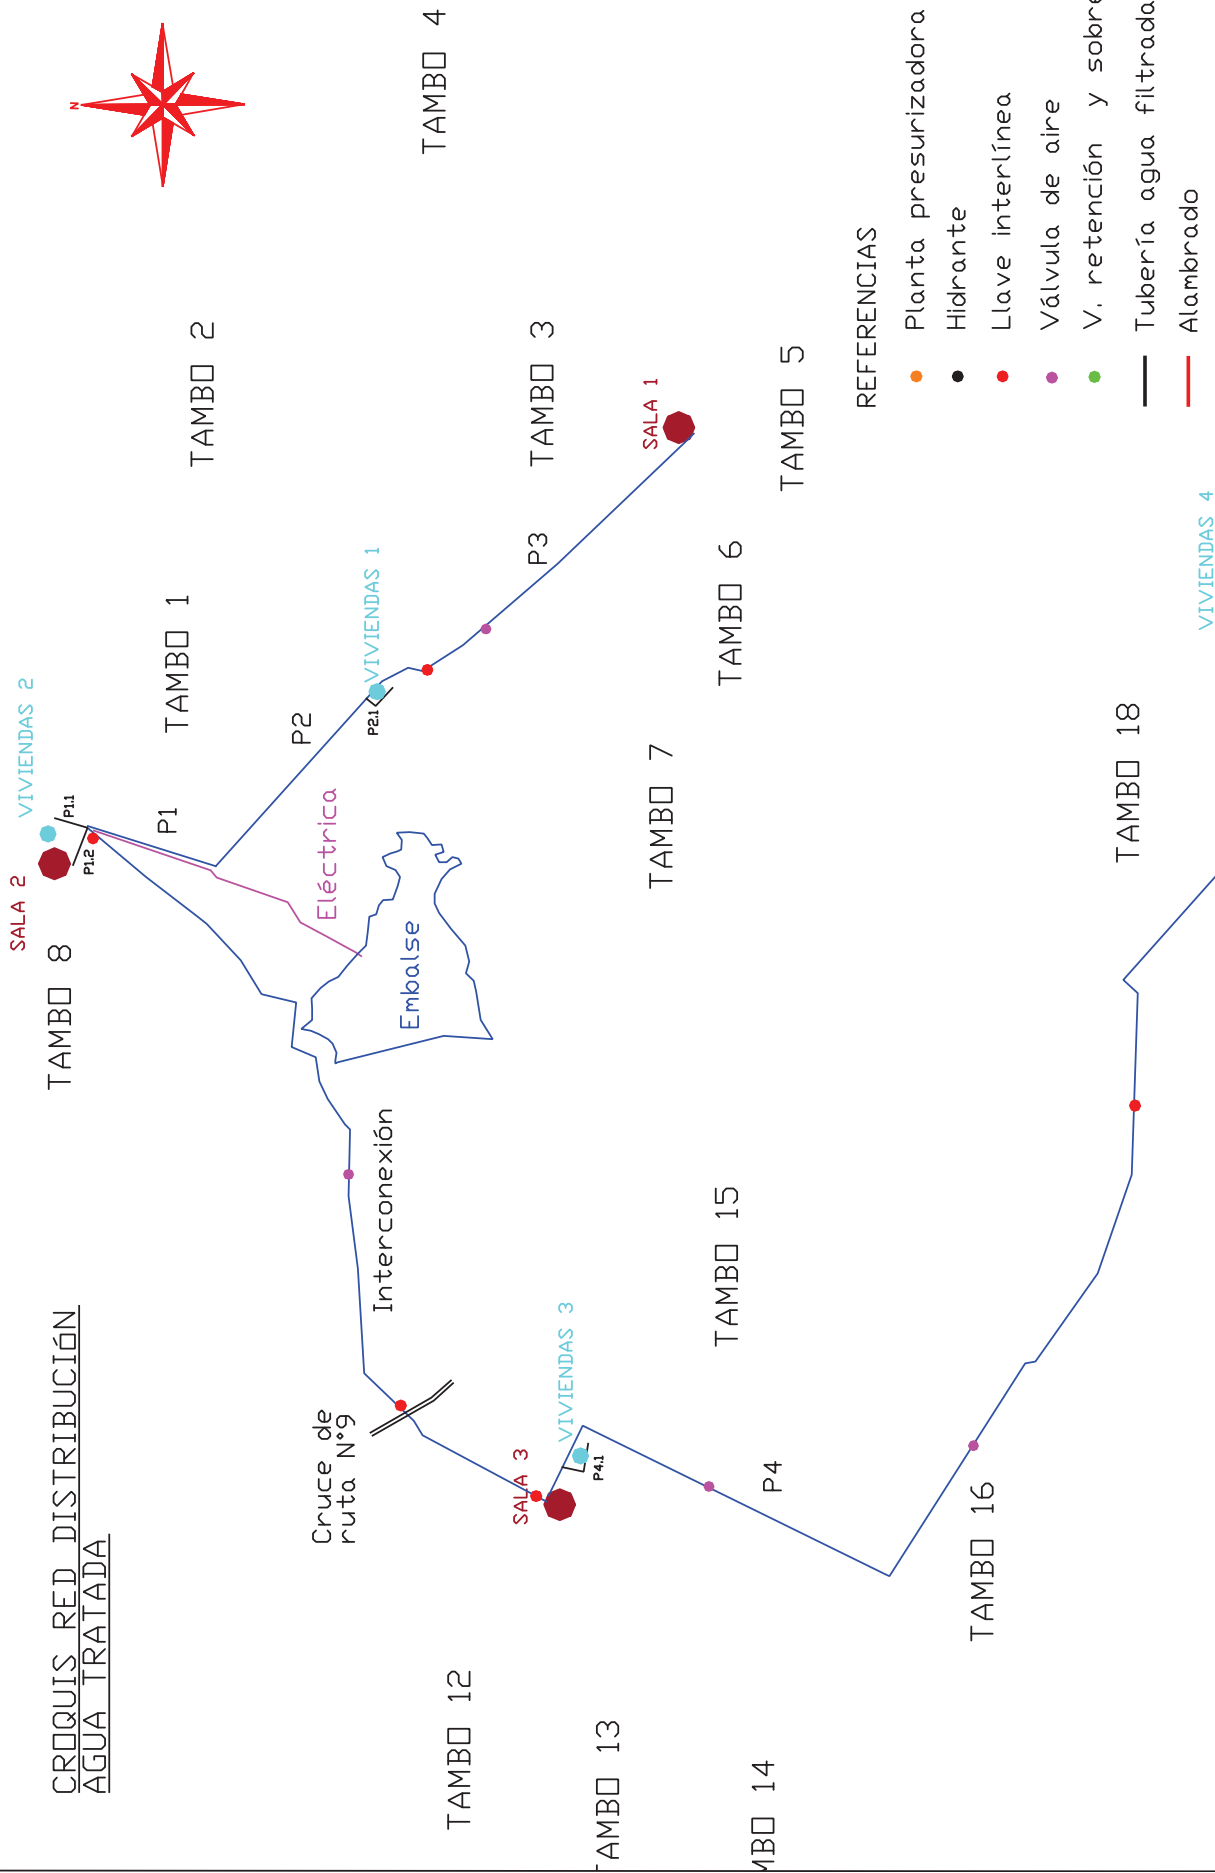 CROQUIS RED DISTRIBUCIóN
AGUA TRATADA
N
SALA 2
VIVIENDAS 2
TAMBO 8
P1.2
P1.1
P1
TAMBO 1
TAMBO 2
TAMBO 4
Eléctrica
P2
P2.1
VIVIENDAS 1
Embalse
Interconexión
Cruce de
ruta N°9
P3
TAMBO 3
SALA 1
TAMBO 5
TAMBO 6
TAMBO 7
TAMBO 12
SALA 3
VIVIENDAS 3
P4.1
TAMBO 13
MBO 14
P4
TAMBO 15
TAMBO 16
TAMBO 18
VIVIENDAS 4
REFERENCIAS
Planta presurizadora
Hidrante
Llave interlínea
Válvula de aire
V. retención y sobre
Tubería agua filtrada
Alambrado